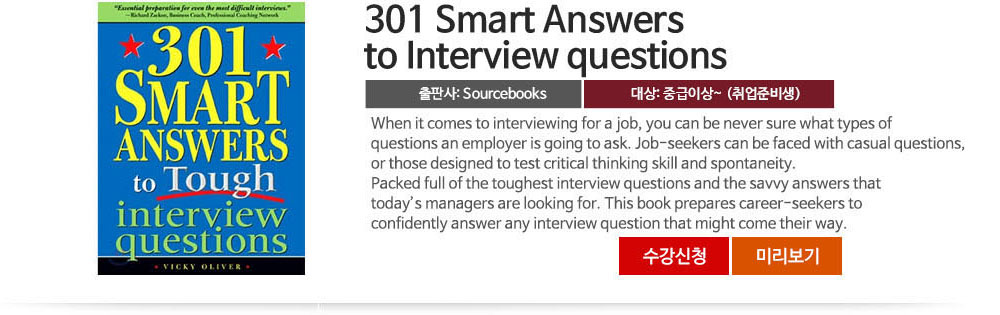 "Essential preparation for even the most difficult interviews."
—Richard Zackon, Business Coach, Professional Coaching Network
301
SMART
ANSWERS
to Tough
interview
questions
VICKY OLIVER
301 Smart Answers
to Interview questions
출판사: Sourcebooks
대상: 중급이상~ (취업준비생)
When it comes to interviewing for a job, you can be never sure what types of
questions an employer is going to ask. Job-seekers can be faced with casual questions,
or those designed to test critical thinking skill and spontaneity.
Packed full of the toughest interview questions and the savvy answers that
today's managers are looking for. This book prepares career-seekers to
confidently answer any interview question that might come their way.
수강신청
미리보기